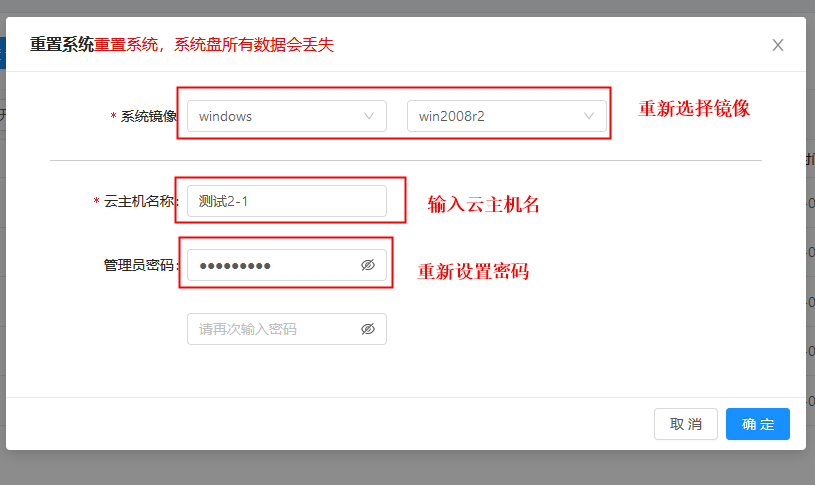 重置系统重置系统，系统盘所有数据会丢失
* 系统镜像 windows win2008r2 重新选择镜像
* 云主机名称: 测试2-1 输入云主机名
管理员密码: ●●●●●●●●● 重新设置密码
请再次输入密码
取 消 确 定